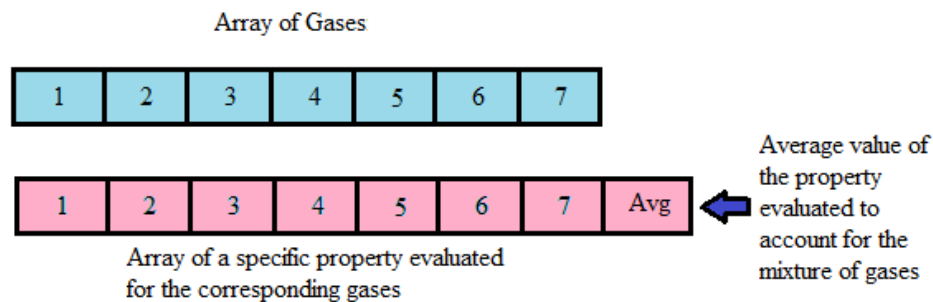 Array of Gases
1 2 3 4 5 6 7
1 2 3 4 5 6 7 Avg
Average value of
the property
evaluated to
account for the
mixture of gases
Array of a specific property evaluated
for the corresponding gases